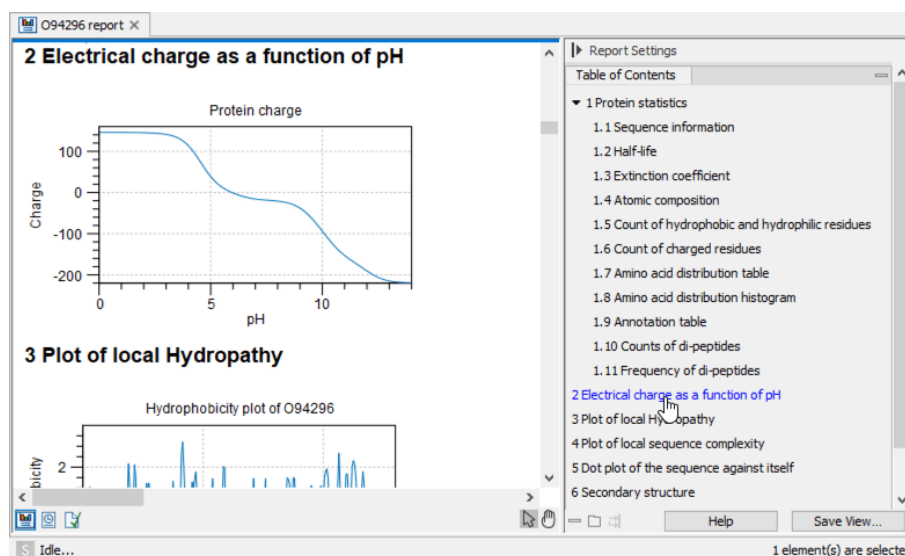 O94296 report
2 Electrical charge as a function of pH
Protein charge
100
0
-100
-200
Charge
0
5
10
pH
3 Plot of local Hydropathy
Hydrophobicity plot of O94296
2
bicity
Report Settings
Table of Contents
1 Protein statistics
1.1 Sequence information
1.2 Half-life
1.3 Extinction coefficient
1.4 Atomic composition
1.5 Count of hydrophobic and hydrophilic residues
1.6 Count of charged residues
1.7 Amino acid distribution table
1.8 Amino acid distribution histogram
1.9 Annotation table
1.10 Counts of di-peptides
1.11 Frequency of di-peptides
2 Electrical charge as a function of pH
3 Plot of local Hydropathy
4 Plot of local sequence complexity
5 Dot plot of the sequence against itself
6 Secondary structure
Help
Save View...
S Idle...
1 element(s) are selecte